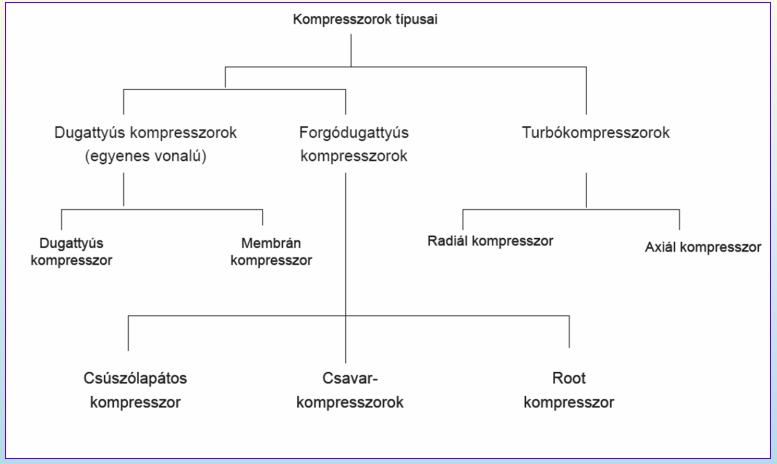 Kompresszorok típusai
Dugattyús kompresszorok
(egyenes vonalú)
Forgódugattyús
kompresszorok
Turbókompresszorok
Dugattyús
kompresszor
Membrán
kompresszor
Radiál kompresszor
Axiál kompresszor
Csúszólapátos
kompresszor
Csavar-
kompresszorok
Root
kompresszor